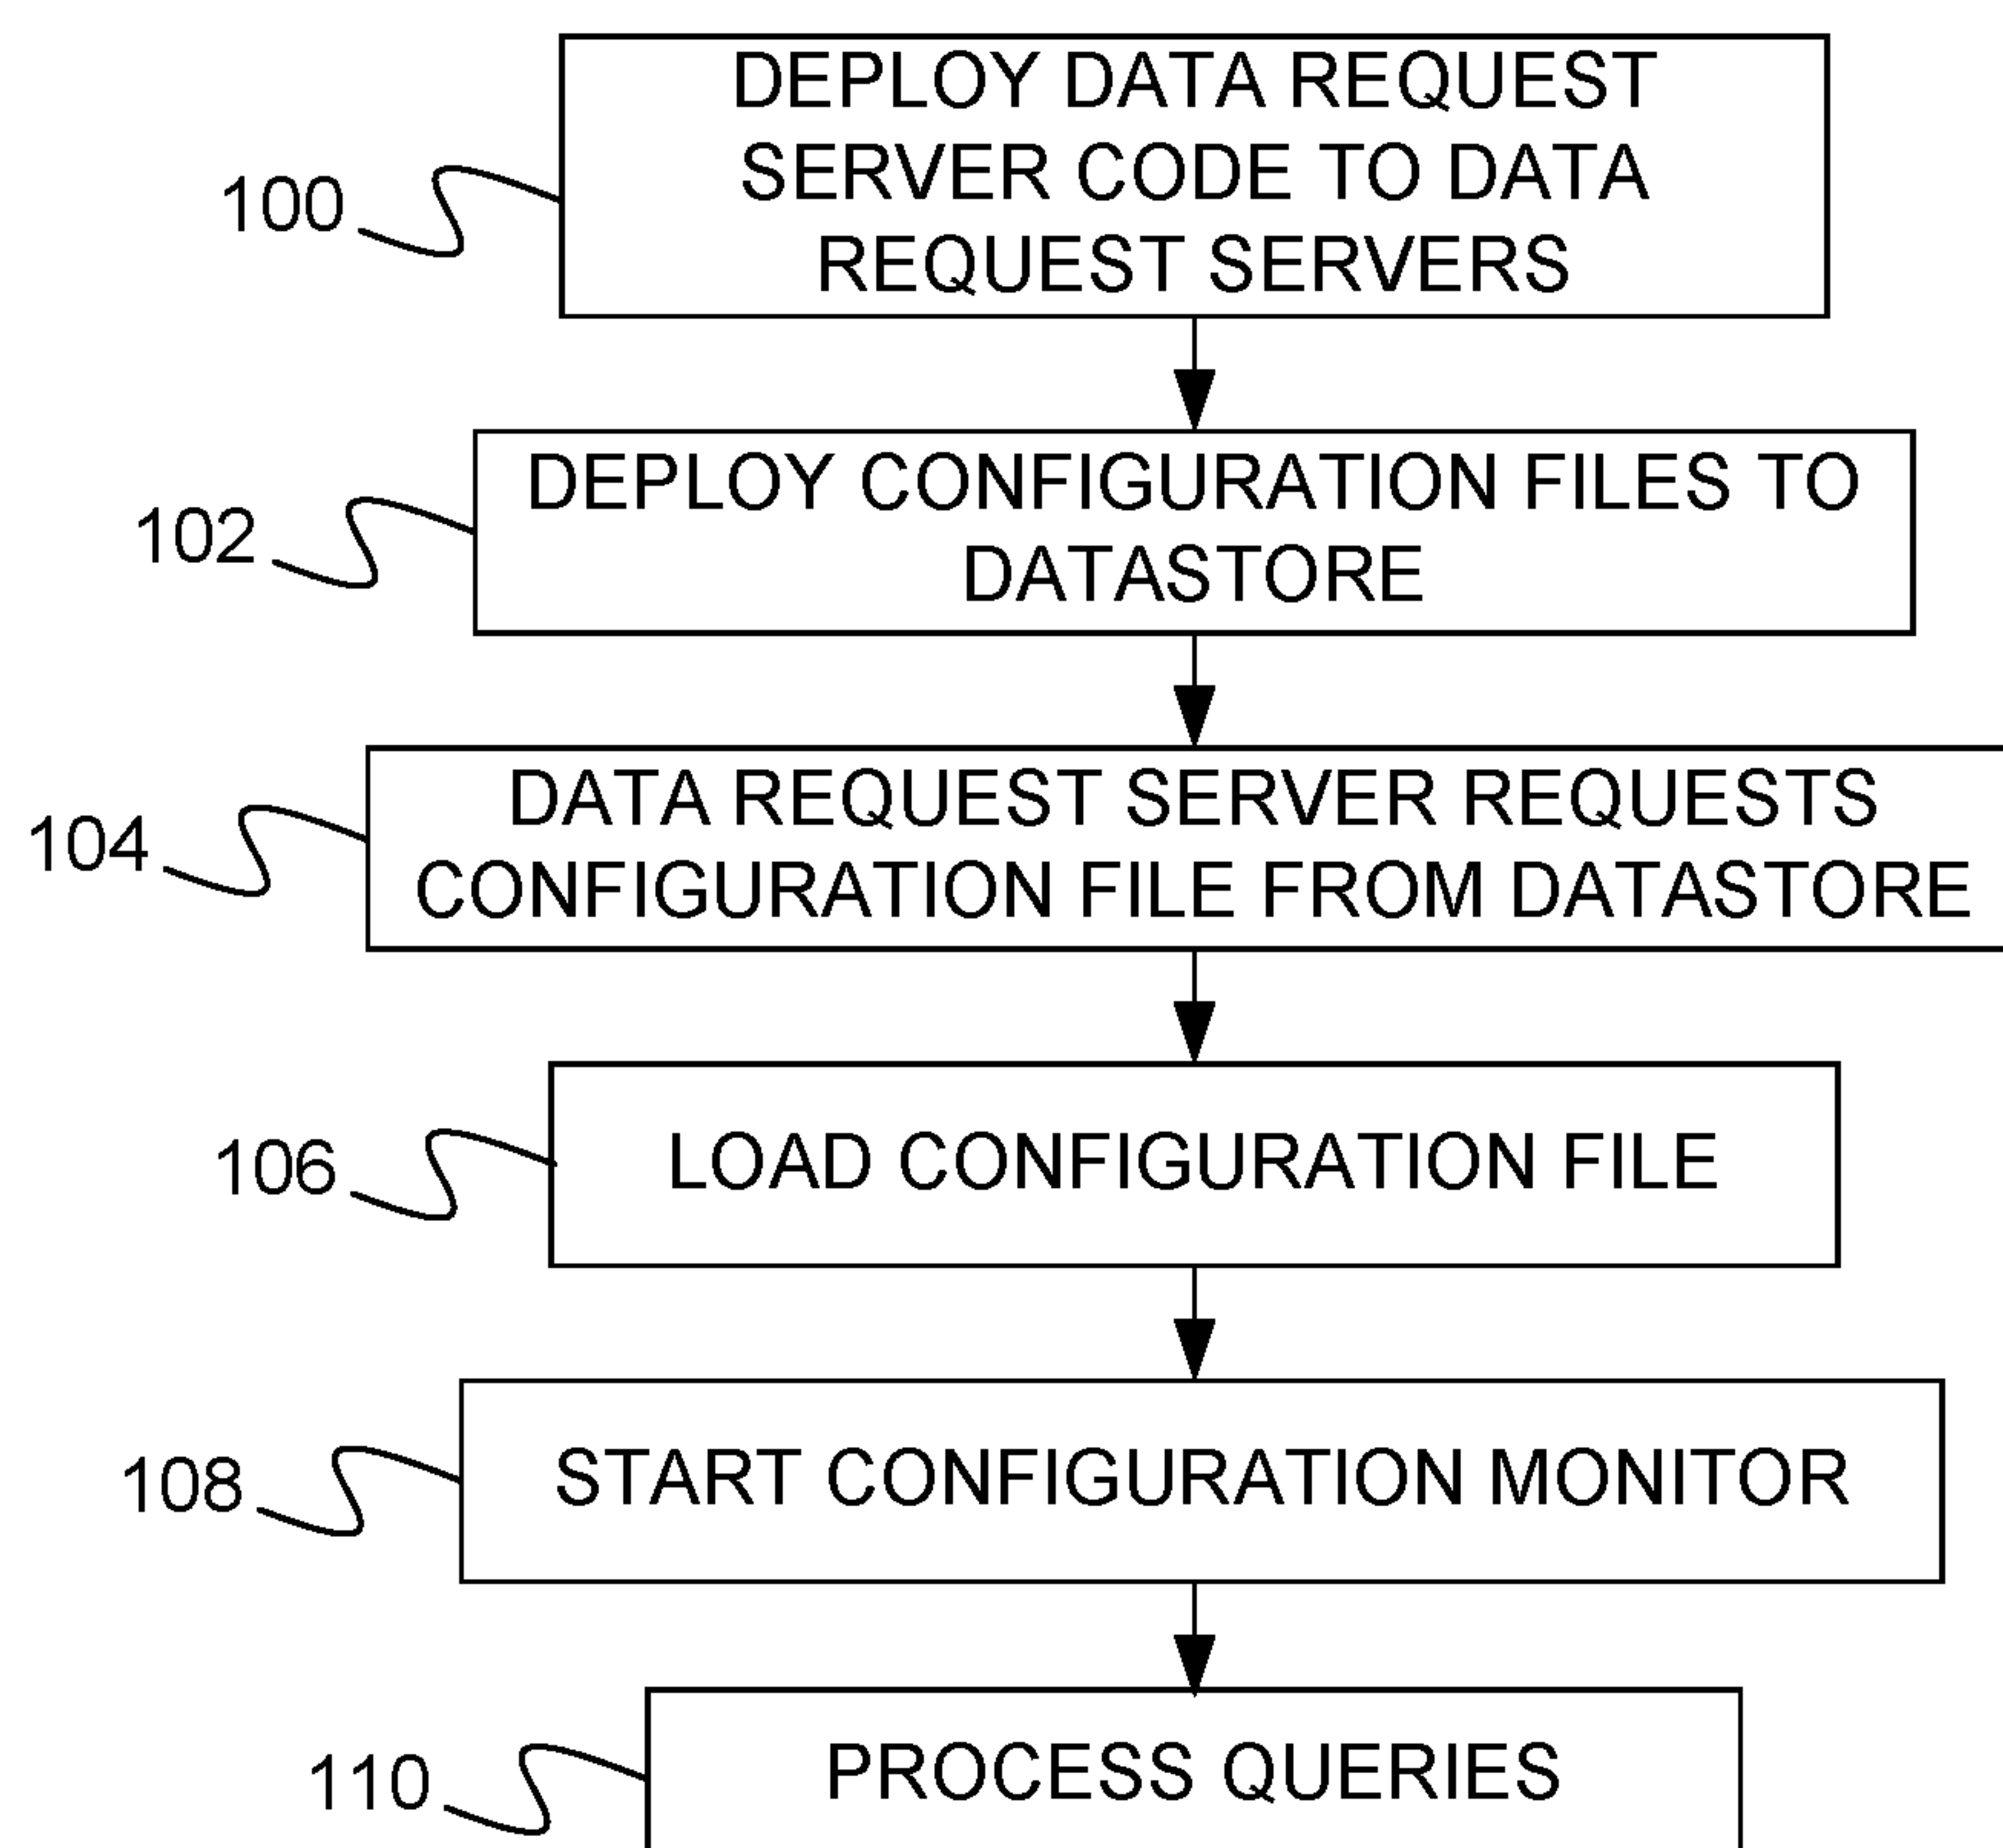 DEPLOY DATA REQUEST
SERVER CODE TO DATA
REQUEST SERVERS
100
DEPLOY CONFIGURATION FILES TO
DATASTORE
102
DATA REQUEST SERVER REQUESTS
CONFIGURATION FILE FROM DATASTORE
104
LOAD CONFIGURATION FILE
106
START CONFIGURATION MONITOR
108
PROCESS QUERIES
110